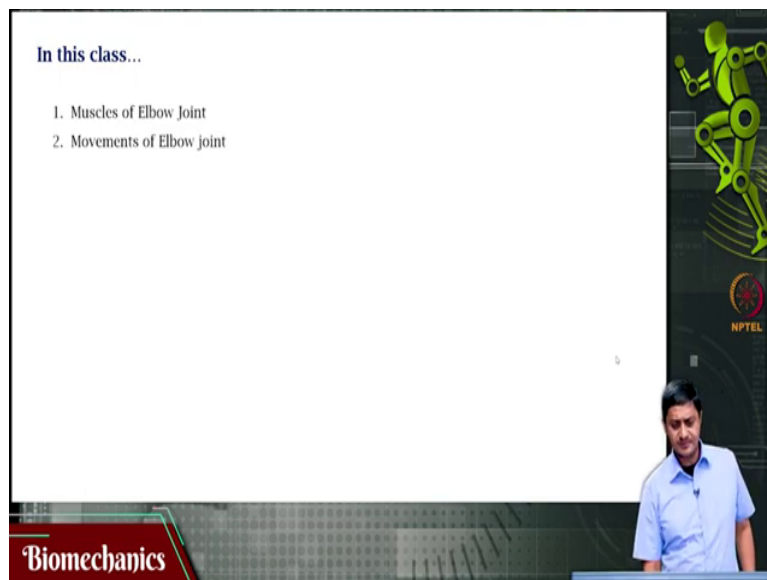 In this class...
1. Muscles of Elbow Joint
2. Movements of Elbow joint
NPTEL
Biomechanics